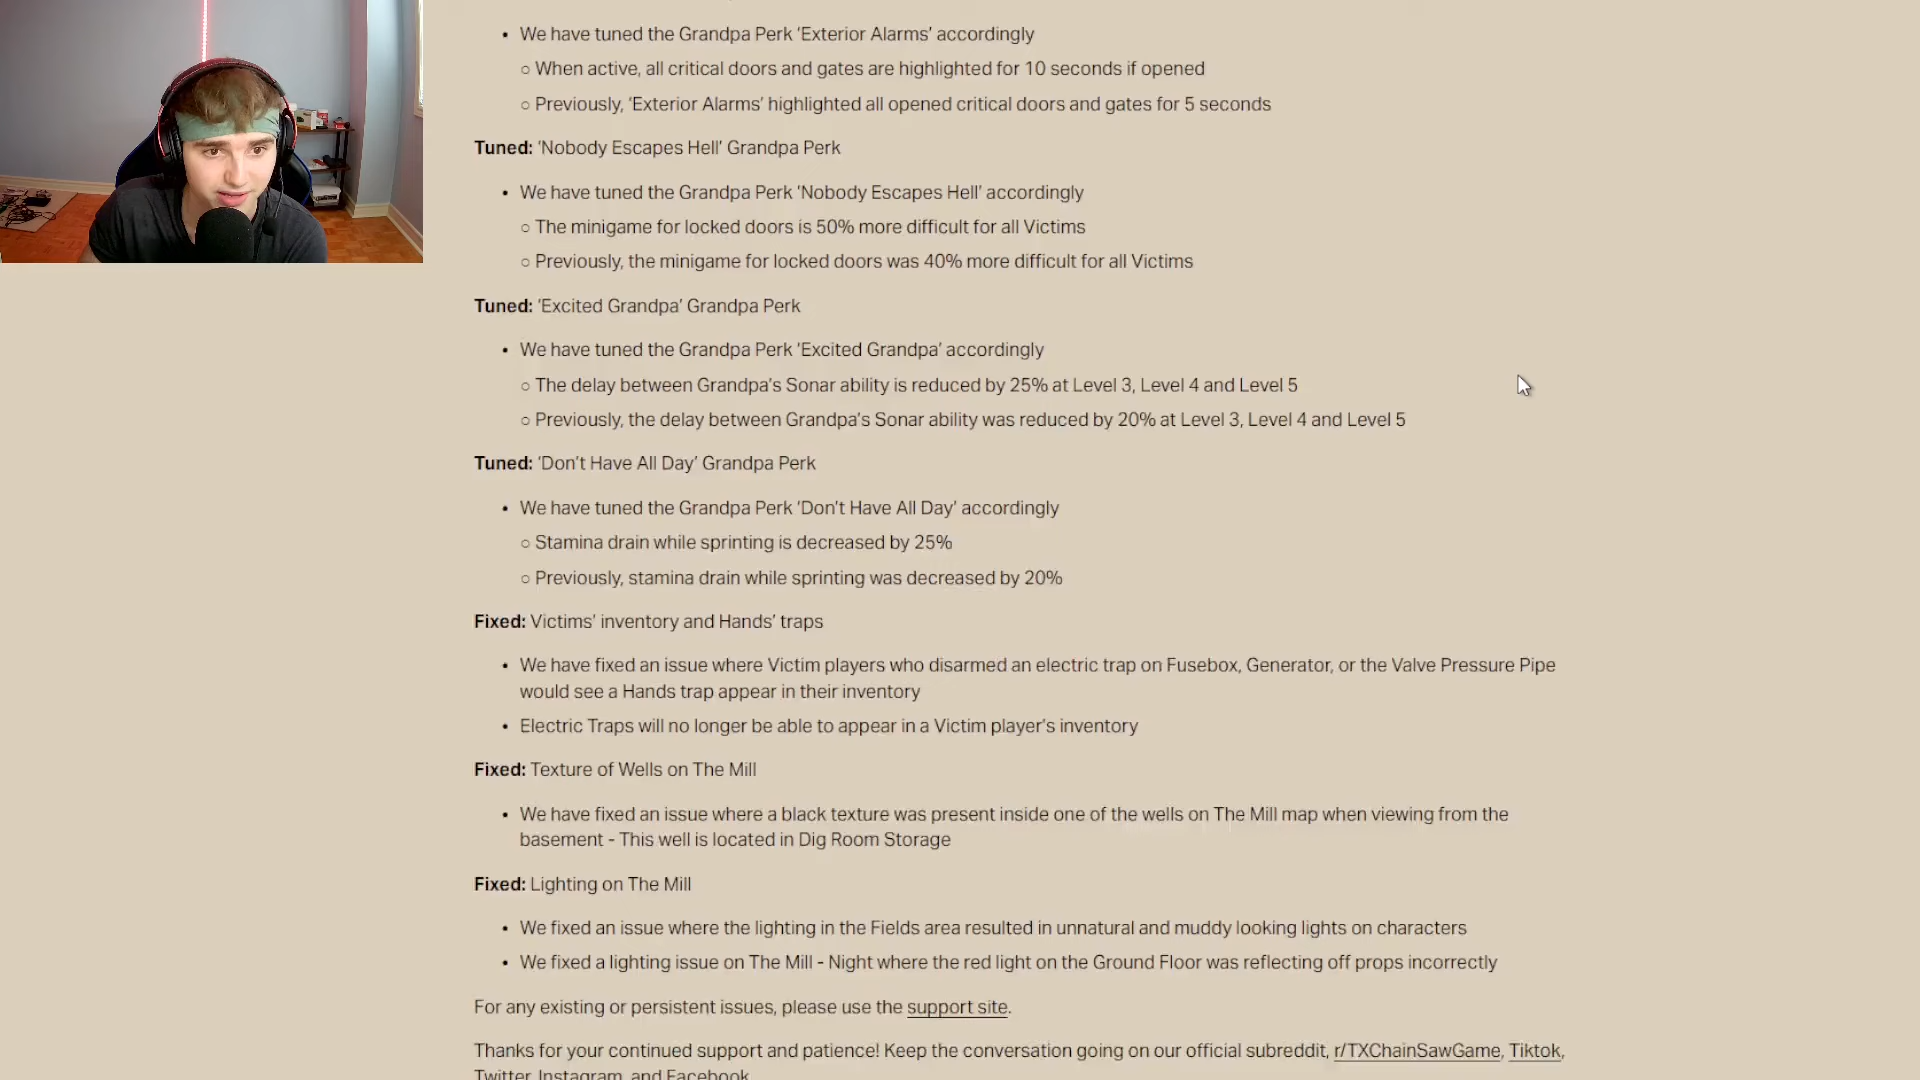 • We have tuned the Grandpa Perk ‘Exterior Alarms’ accordingly
○ When active, all critical doors and gates are highlighted for 10 seconds if opened
○ Previously, ‘Exterior Alarms’ highlighted all opened critical doors and gates for 5 seconds
Tuned: ‘Nobody Escapes Hell’ Grandpa Perk
• We have tuned the Grandpa Perk ‘Nobody Escapes Hell’ accordingly
○ The minigame for locked doors is 50% more difficult for all Victims
○ Previously, the minigame for locked doors was 40% more difficult for all Victims
Tuned: ‘Excited Grandpa’ Grandpa Perk
• We have tuned the Grandpa Perk ‘Excited Grandpa’ accordingly
○ The delay between Grandpa’s Sonar ability is reduced by 25% at Level 3, Level 4 and Level 5
○ Previously, the delay between Grandpa’s Sonar ability was reduced by 20% at Level 3, Level 4 and Level 5
Tuned: ‘Don’t Have All Day’ Grandpa Perk
• We have tuned the Grandpa Perk ‘Don’t Have All Day’ accordingly
○ Stamina drain while sprinting is decreased by 25%
○ Previously, stamina drain while sprinting was decreased by 20%
Fixed: Victims’ inventory and Hands’ traps
• We have fixed an issue where Victim players who disarmed an electric trap on Fusebox, Generator, or the Valve Pressure Pipe
would see a Hands trap appear in their inventory
• Electric Traps will no longer be able to appear in a Victim player’s inventory
Fixed: Texture of Wells on The Mill
• We have fixed an issue where a black texture was present inside one of the wells on The Mill map when viewing from the
basement - This well is located in Dig Room Storage
Fixed: Lighting on The Mill
• We fixed an issue where the lighting in the Fields area resulted in unnatural and muddy looking lights on characters
• We fixed a lighting issue on The Mill - Night where the red light on the Ground Floor was reflecting off props incorrectly
For any existing or persistent issues, please use the support site.
Thanks for your continued support and patience! Keep the conversation going on our official subreddit, r/TXChainSawGame, Tiktok,
Twitter, Instagram, and Facebook.